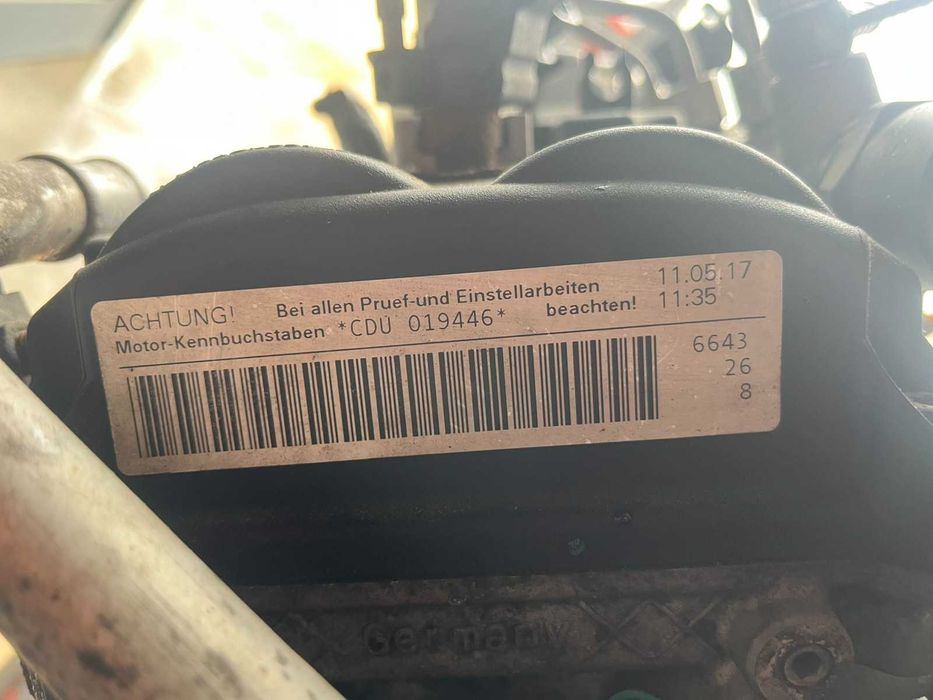 ACHTUNG! Bei allen Pruef-und Einstellarbeiten 11.05.17
Motor-Kennbuchstaben *CDU 019446* beachten! 11:35
6643
26
8
Germany